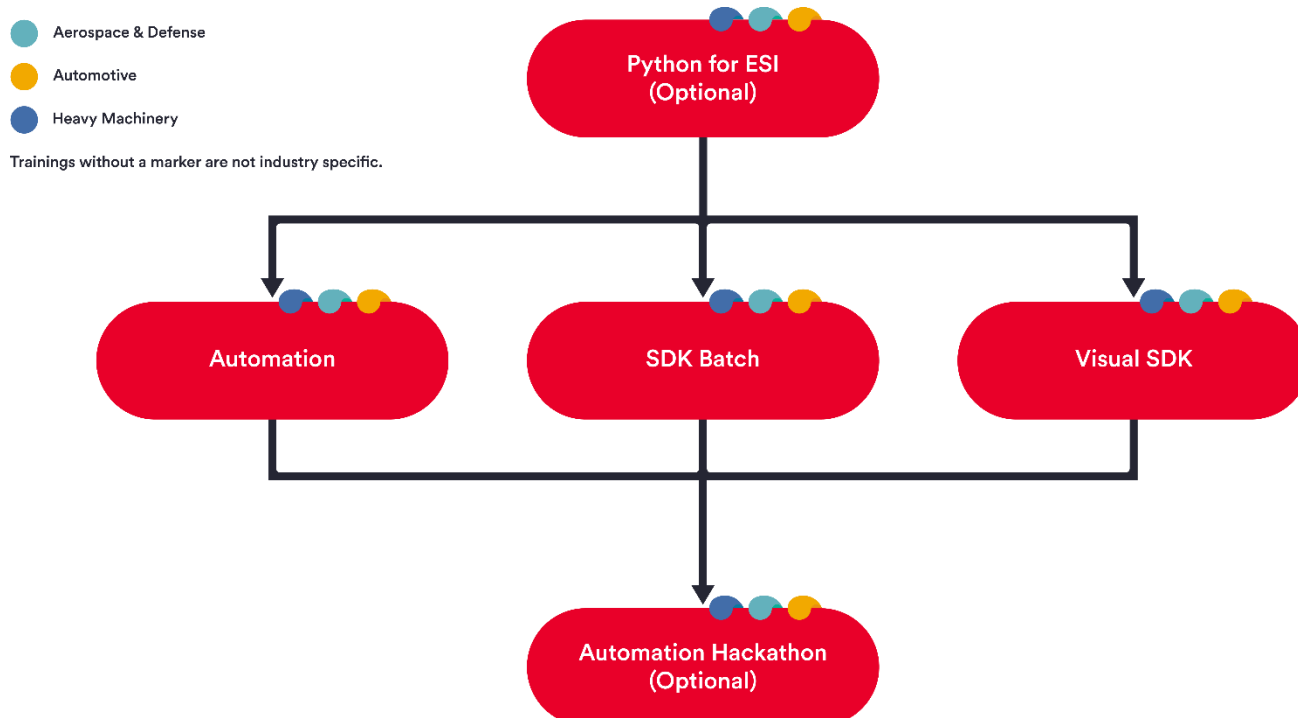 Aerospace & Defense
Automotive
Heavy Machinery
Trainings without a marker are not industry specific.
Python for ESI
(Optional)
Automation
SDK Batch
Visual SDK
Automation Hackathon
(Optional)